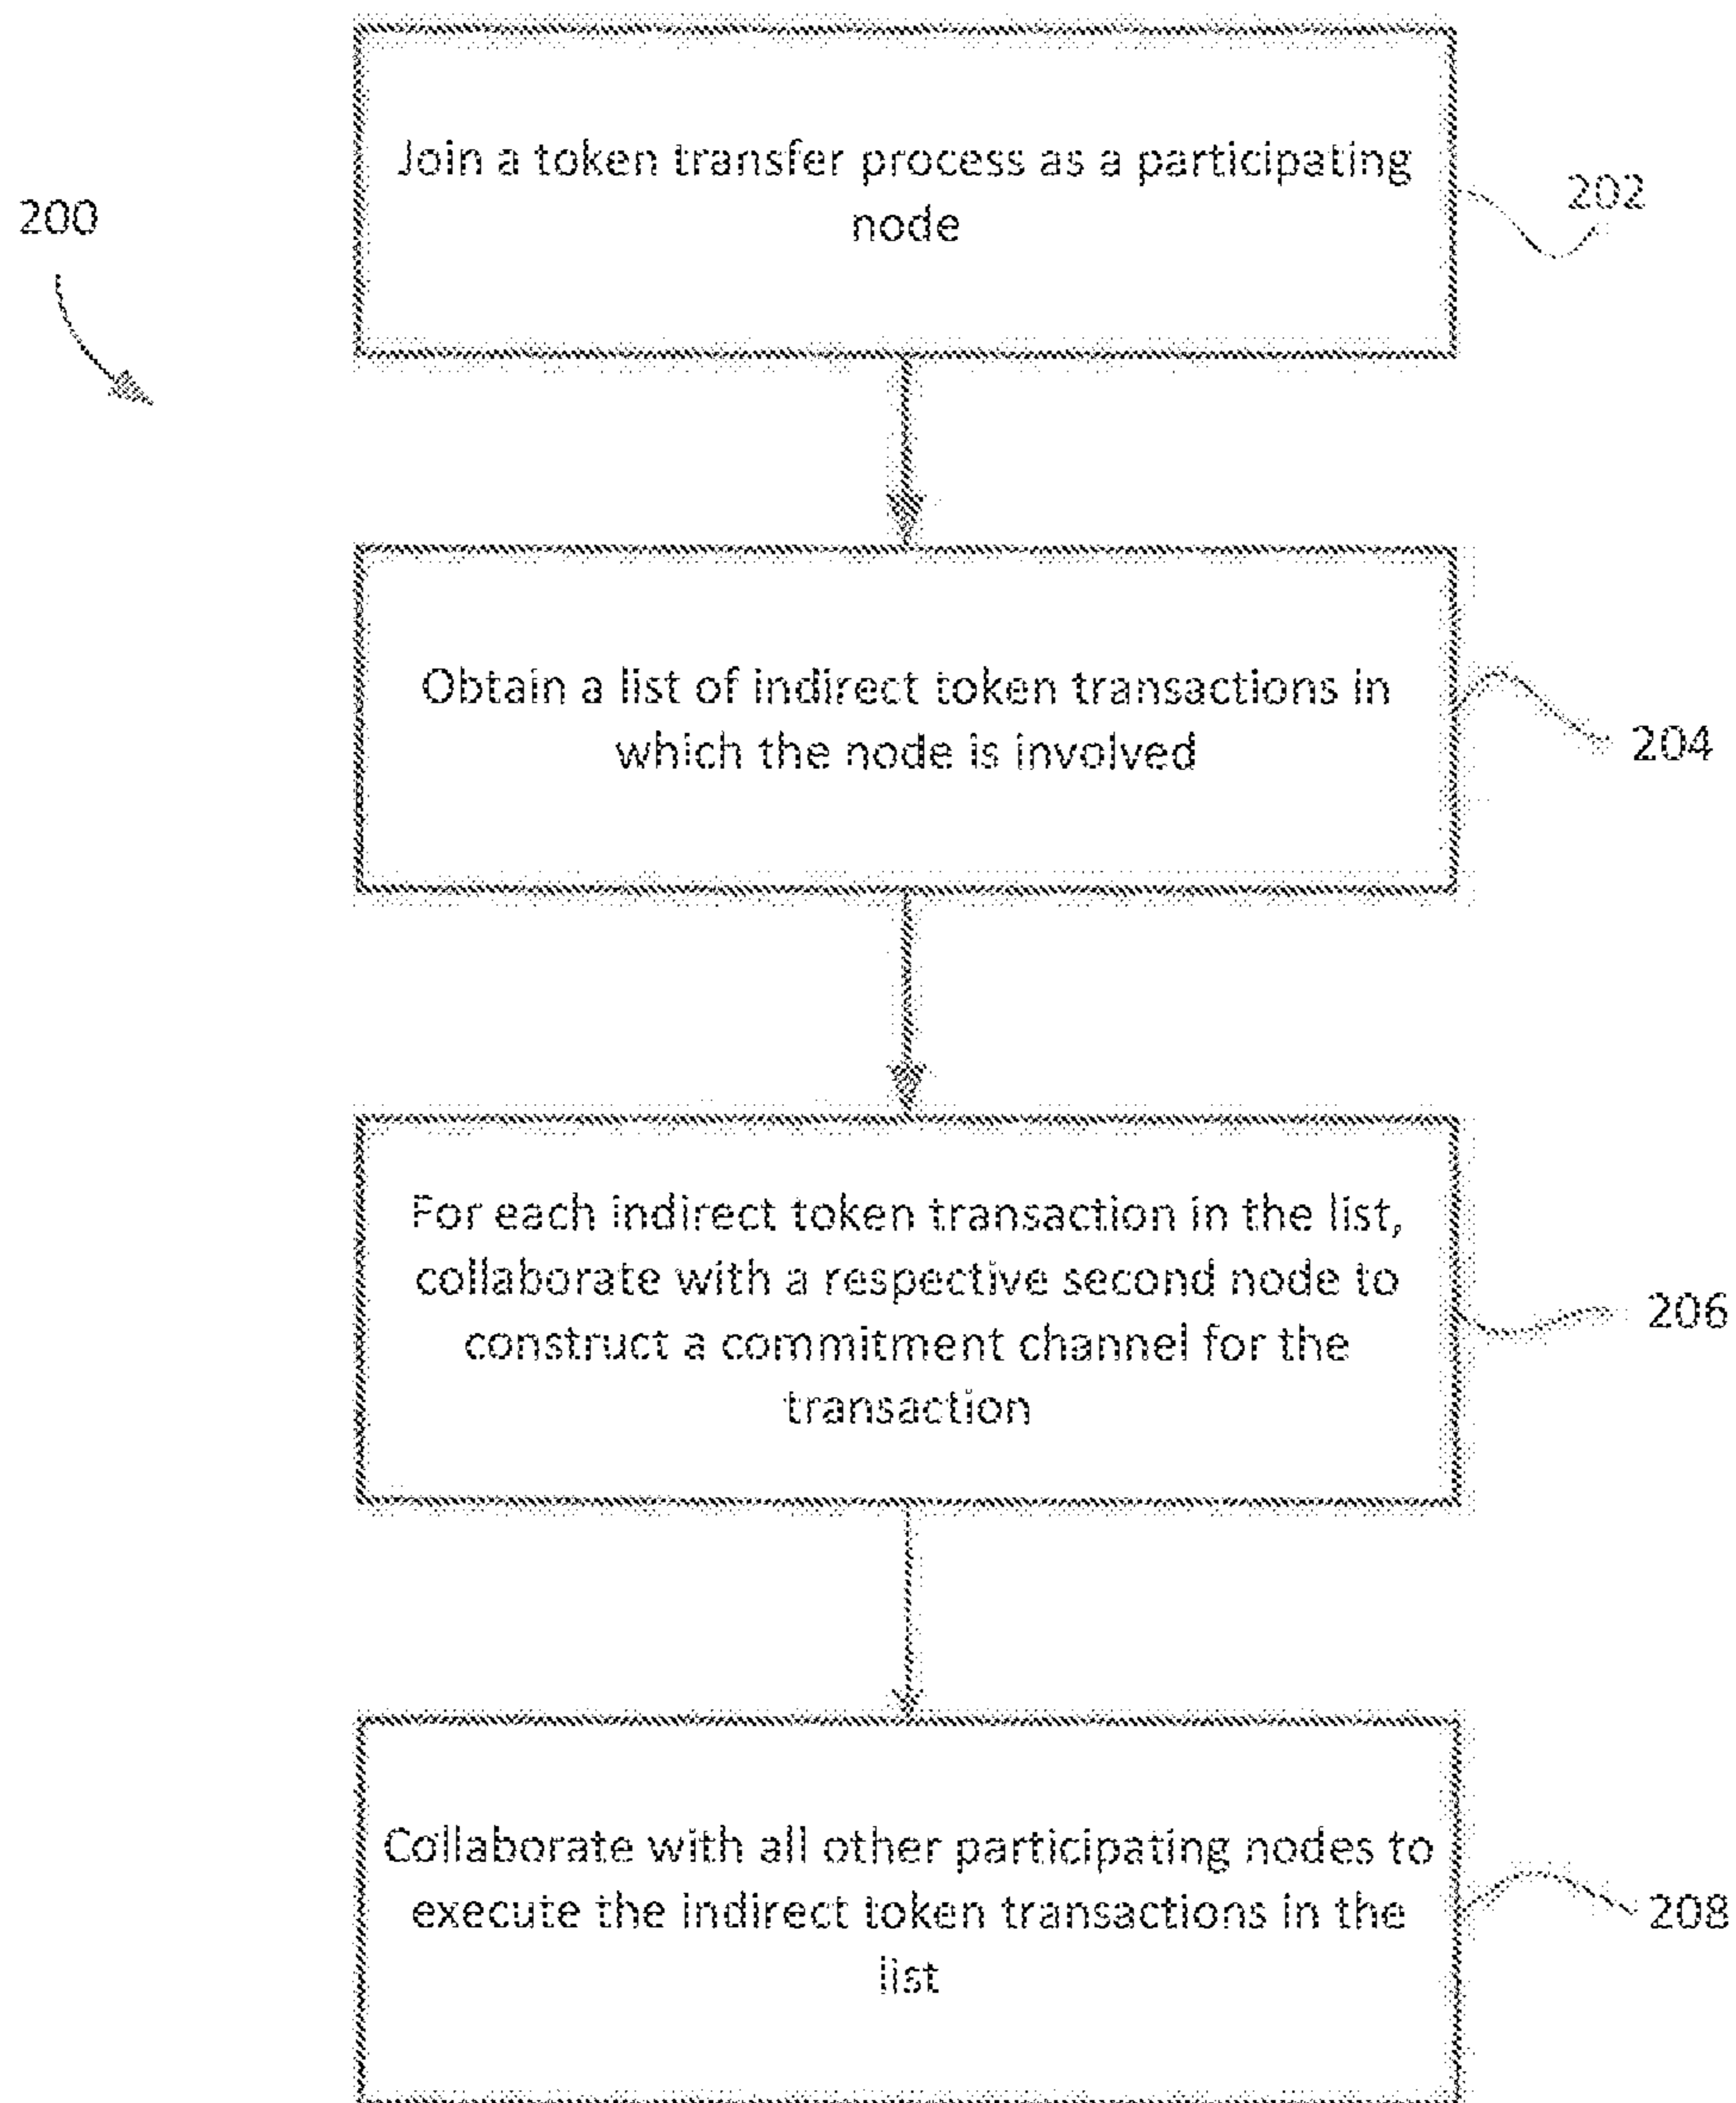 200
Join a token transfer process as a participating
node
202
Obtain a list of indirect token transactions in
which the node is involved
204
For each indirect token transaction in the list,
collaborate with a respective second node to
construct a commitment channel for the
transaction
206
Collaborate with all other participating nodes to
execute the indirect token transactions in the
list
208